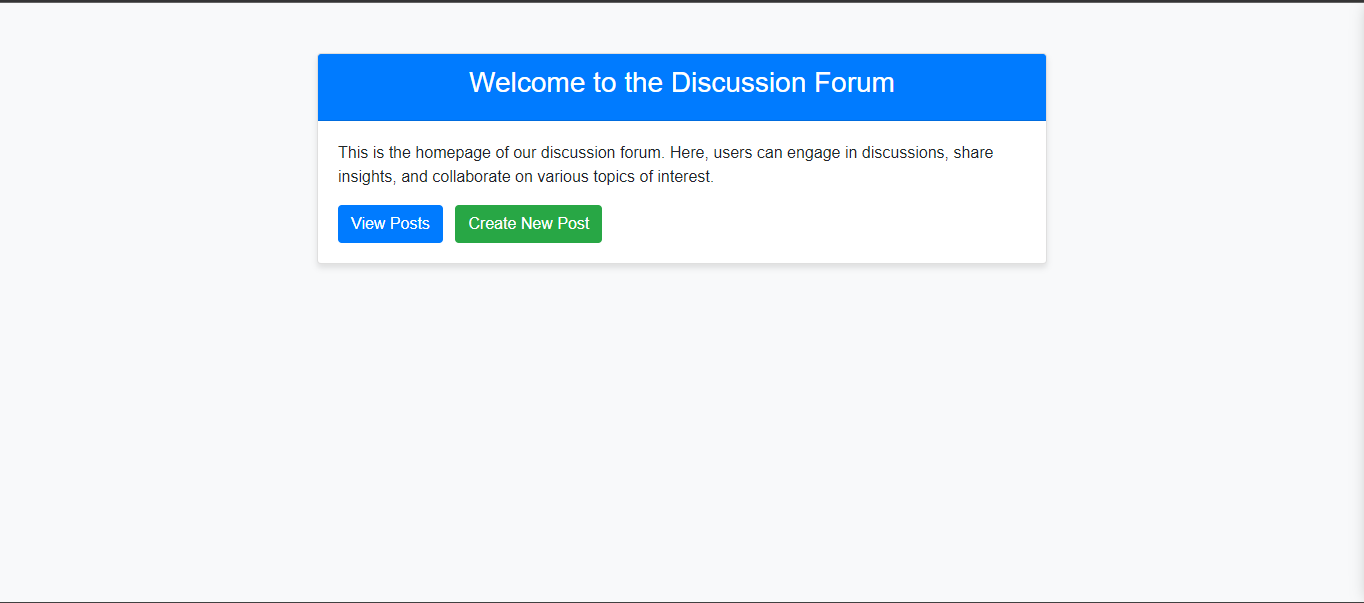 Welcome to the Discussion Forum
This is the homepage of our discussion forum. Here, users can engage in discussions, share
insights, and collaborate on various topics of interest.
View Posts
Create New Post